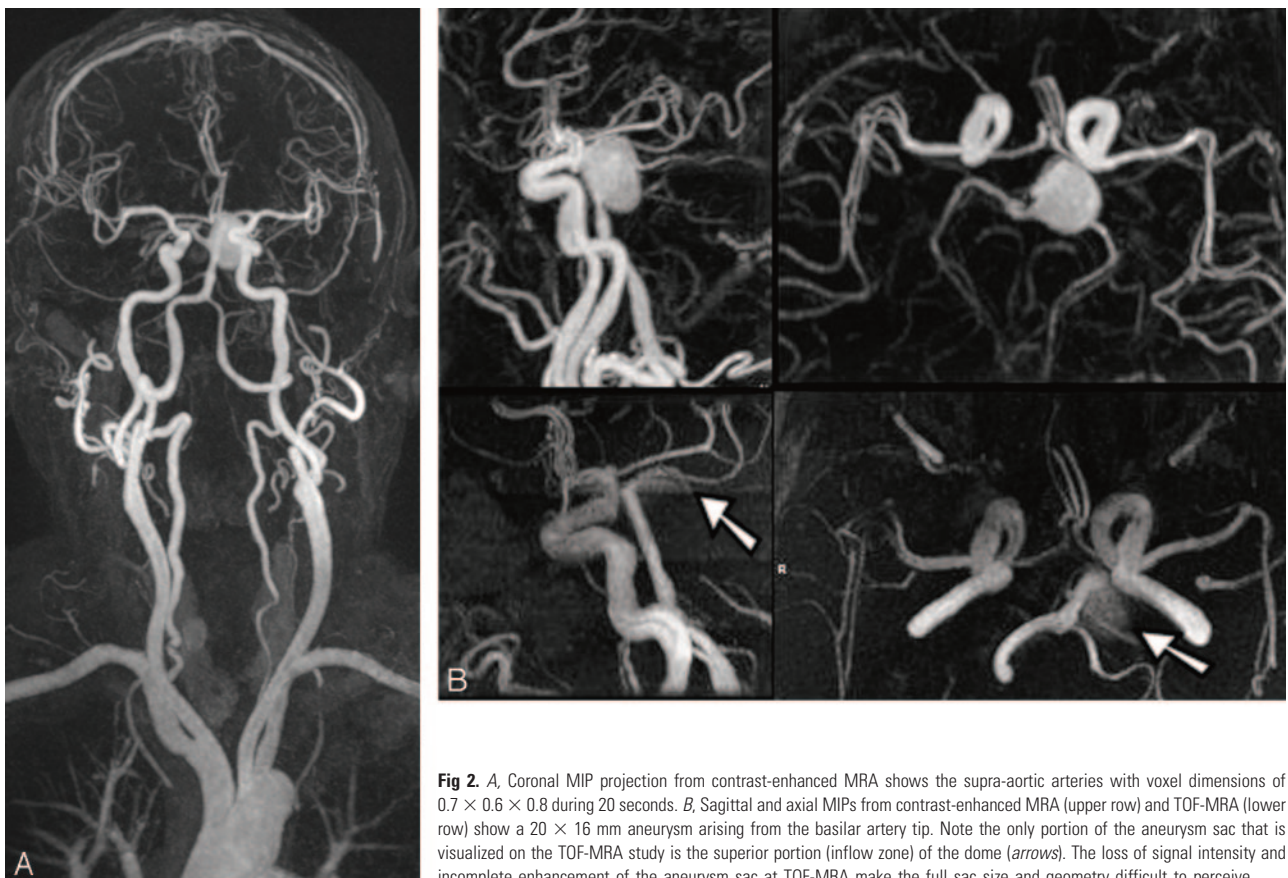 A
B
R
Fig 2. A, Coronal MIP projection from contrast-enhanced MRA shows the supra-aortic arteries with voxel dimensions of
0.7 × 0.6 × 0.8 during 20 seconds. B, Sagittal and axial MIPs from contrast-enhanced MRA (upper row) and TOF-MRA (lower
row) show a 20 × 16 mm aneurysm arising from the basilar artery tip. Note the only portion of the aneurysm sac that is
visualized on the TOF-MRA study is the superior portion (inflow zone) of the dome (arrows). The loss of signal intensity and
incomplete enhancement of the aneurysm sac at TOF-MRA make the full sac size and geometry difficult to perceive.